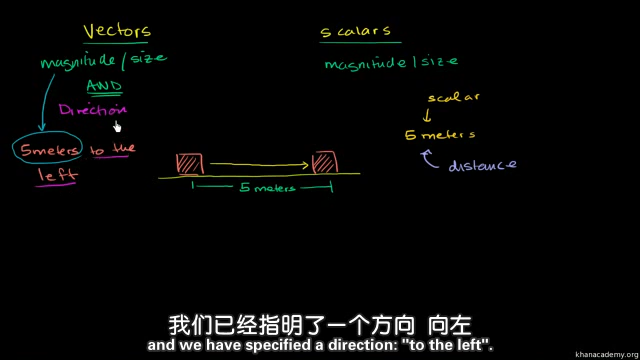 Vectors
magnitude/size
AND
Direction
5 meters to the
left
5 meters
scalars
magnitude/size
scalar
5 meters
distance
我们已经指明了一个方向 向左
and we have specified a direction: "to the left".
khanacademy.org